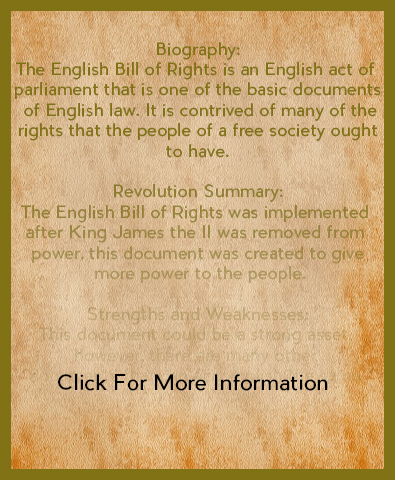 Biography:
The English Bill of Rights is an English act of
parliament that is one of the basic documents
of English law. It is contrived of many of the
rights that the people of a free society ought
to have.
Revolution Summary:
The English Bill of Rights was implemented
after King James the II was removed from
power, this document was created to give
more power to the people.
Strengths and Weaknesses:
This document could be a strong asset
however, there are many other
Click For More Information